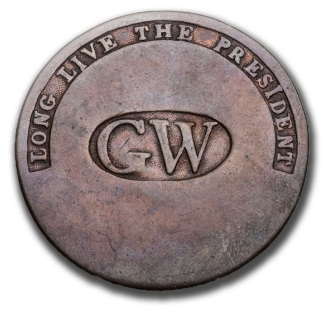 LONG LIVE THE PRESIDENT
GW